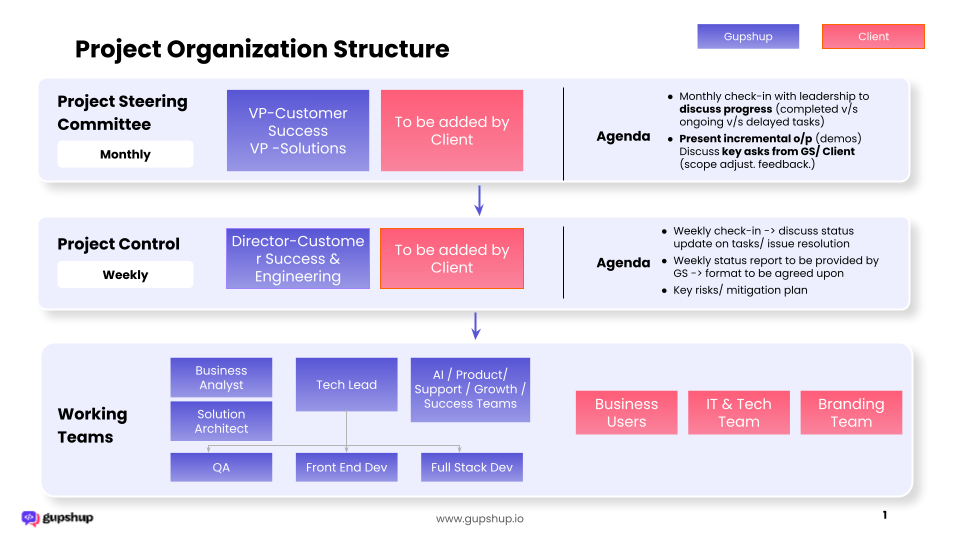 Project Organization Structure
Gupshup
Client
Project Steering
Committee
Monthly
VP-Customer
Success
VP -Solutions
To be added by
Client
Agenda
● Monthly check-in with leadership to
discuss progress (completed v/s
ongoing v/s delayed tasks)
● Present incremental o/p (demos)
Discuss key asks from GS/ Client
(scope adjust. feedback.)
Project Control
Weekly
Director-Custome
r Success &
Engineering
To be added by
Client
Agenda
● Weekly check-in -> discuss status
update on tasks/ issue resolution
● Weekly status report to be provided by
GS -> format to be agreed upon
● Key risks/ mitigation plan
Working
Teams
Business
Analyst
Solution
Architect
Tech Lead
AI / Product/
Support / Growth /
Success Teams
QA
Front End Dev
Full Stack Dev
Business
Users
IT & Tech
Team
Branding
Team
gupshup
www.gupshup.io
1